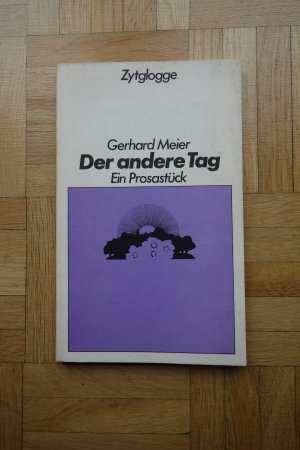 Zytglogge
Gerhard Meier
Der andere Tag
Ein Prosastück